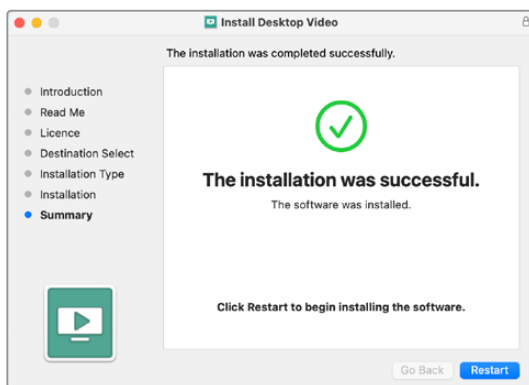 Install Desktop Video
The installation was completed successfully.
Introduction
Read Me
Licence
Destination Select
Installation Type
Installation
Summary
The installation was successful.
The software was installed.
Click Restart to begin installing the software.
Go Back
Restart